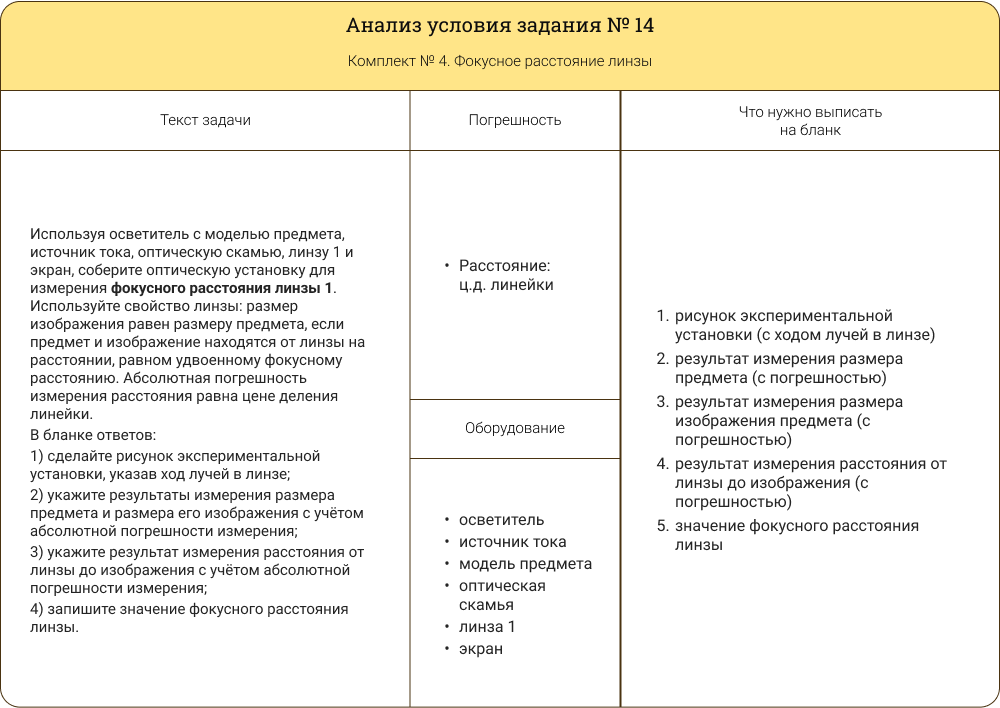 Анализ условия задания № 14
Комплект № 4. Фокусное расстояние линзы
Текст задачи
Погрешность
Что нужно выписать
на бланк
Используя осветитель с моделью предмета,
источник тока, оптическую скамью, линзу 1 и
экран, соберите оптическую установку для
измерения фокусного расстояния линзы 1.
Используйте свойство линзы: размер
изображения равен размеру предмета, если
предмет и изображение находятся от линзы на
расстоянии, равном удвоенному фокусному
расстоянию. Абсолютная погрешность
измерения расстояния равна цене деления
линейки.
В бланке ответов:
1) сделайте рисунок экспериментальной
установки, указав ход лучей в линзе;
2) укажите результаты измерения размера
предмета и размера его изображения с учётом
абсолютной погрешности измерения;
3) укажите результат измерения расстояния от
линзы до изображения с учётом абсолютной
погрешности измерения;
4) запишите значение фокусного расстояния
линзы.
• Расстояние:
ц.д. линейки
Оборудование
• осветитель
• источник тока
• модель предмета
• оптическая
скамья
• линза 1
• экран
1. рисунок экспериментальной
установки (с ходом лучей в линзе)
2. результат измерения размера
предмета (с погрешностью)
3. результат измерения размера
изображения предмета (с
погрешностью)
4. результат измерения расстояния от
линзы до изображения (с
погрешностью)
5. значение фокусного расстояния
линзы